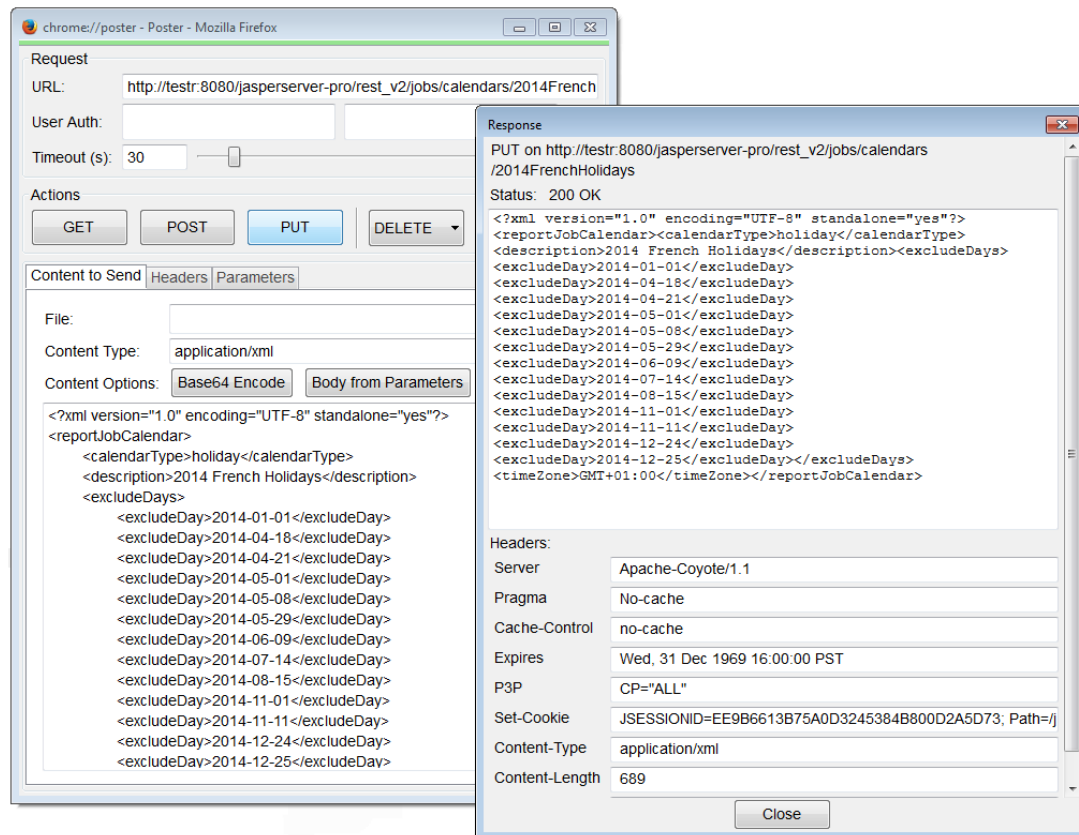 chrome://poster - Poster - Mozilla Firefox
Request
URL: http://testr:8080/jasperserver-pro/rest_v2/jobs/calendars/2014French
User Auth:
Timeout (s): 30
Actions
GET POST PUT DELETE
Content to Send Headers Parameters
File:
Content Type: application/xml
Content Options: Base64 Encode Body from Parameters
<?xml version="1.0" encoding="UTF-8" standalone="yes"?>
<reportJobCalendar>
<calendarType>holiday</calendarType>
<description>2014 French Holidays</description>
<excludeDays>
<excludeDay>2014-01-01</excludeDay>
<excludeDay>2014-04-18</excludeDay>
<excludeDay>2014-04-21</excludeDay>
<excludeDay>2014-05-01</excludeDay>
<excludeDay>2014-05-08</excludeDay>
<excludeDay>2014-05-29</excludeDay>
<excludeDay>2014-06-09</excludeDay>
<excludeDay>2014-07-14</excludeDay>
<excludeDay>2014-08-15</excludeDay>
<excludeDay>2014-11-01</excludeDay>
<excludeDay>2014-11-11</excludeDay>
<excludeDay>2014-12-24</excludeDay>
<excludeDay>2014-12-25</excludeDay>
Response
PUT on http://testr:8080/jasperserver-pro/rest_v2/jobs/calendars
/2014FrenchHolidays
Status: 200 OK
<?xml version="1.0" encoding="UTF-8" standalone="yes"?>
<reportJobCalendar><calendarType>holiday</calendarType>
<description>2014 French Holidays</description><excludeDays>
<excludeDay>2014-01-01</excludeDay>
<excludeDay>2014-04-18</excludeDay>
<excludeDay>2014-04-21</excludeDay>
<excludeDay>2014-05-01</excludeDay>
<excludeDay>2014-05-08</excludeDay>
<excludeDay>2014-05-29</excludeDay>
<excludeDay>2014-06-09</excludeDay>
<excludeDay>2014-07-14</excludeDay>
<excludeDay>2014-08-15</excludeDay>
<excludeDay>2014-11-01</excludeDay>
<excludeDay>2014-11-11</excludeDay>
<excludeDay>2014-12-24</excludeDay>
<excludeDay>2014-12-25</excludeDay></excludeDays>
<timeZone>GMT+01:00</timeZone></reportJobCalendar>
Headers:
Server Apache-Coyote/1.1
Pragma No-cache
Cache-Control no-cache
Expires Wed, 31 Dec 1969 16:00:00 PST
P3P CP="ALL"
Set-Cookie JSESSIONID=EE9B6613B75A0D3245384B800D2A5D73; Path=/j
Content-Type application/xml
Content-Length 689
Close